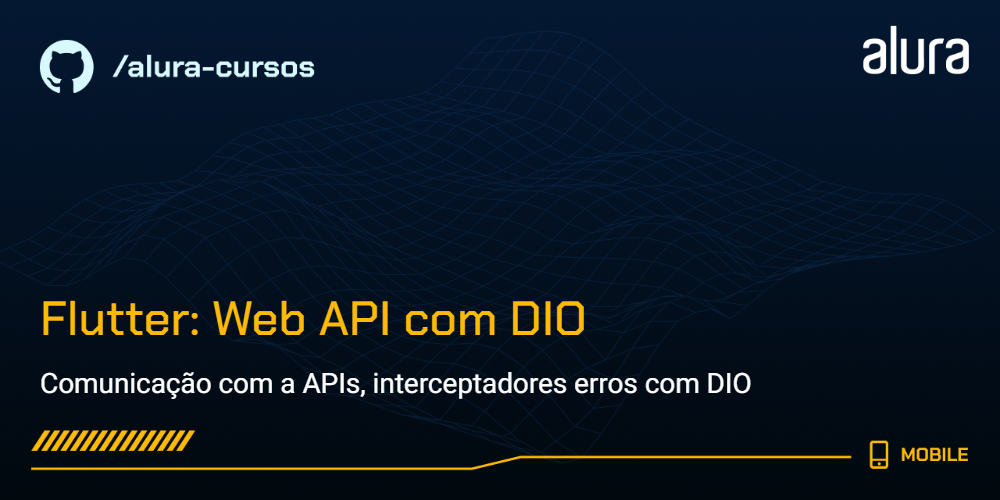 /alura-cursos
alura
Flutter: Web API com DIO
Comunicação com a APIs, interceptadores erros com DIO
MOBILE